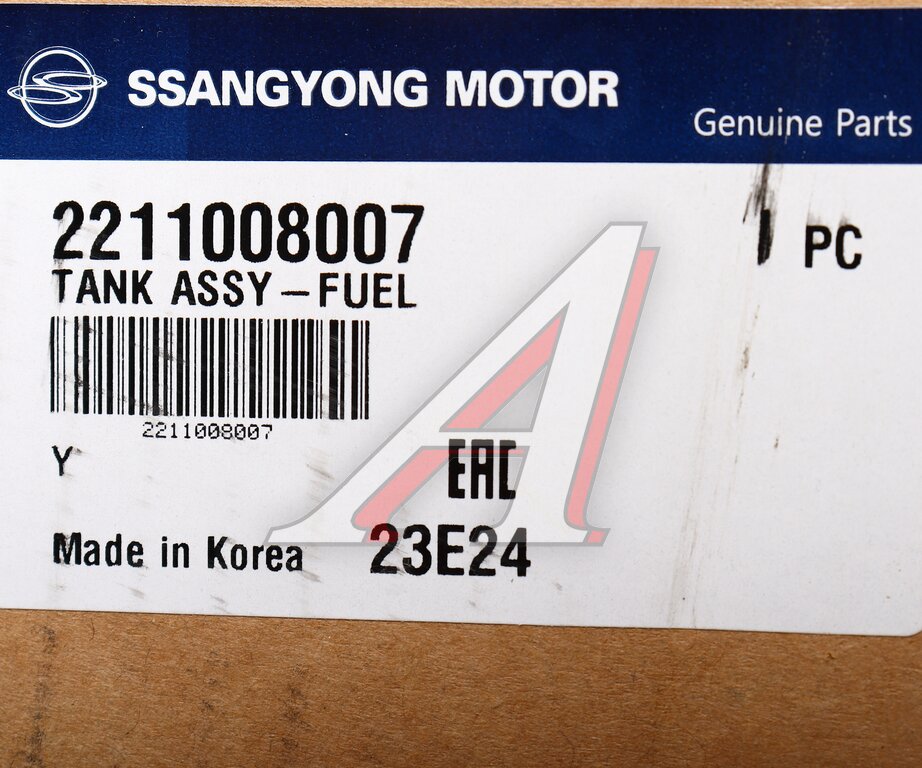 SSANGYONG MOTOR
Genuine Parts
2211008007
1 PC
TANK ASSY-FUEL
2211008007
Y
EAC
Made in Korea
23E24